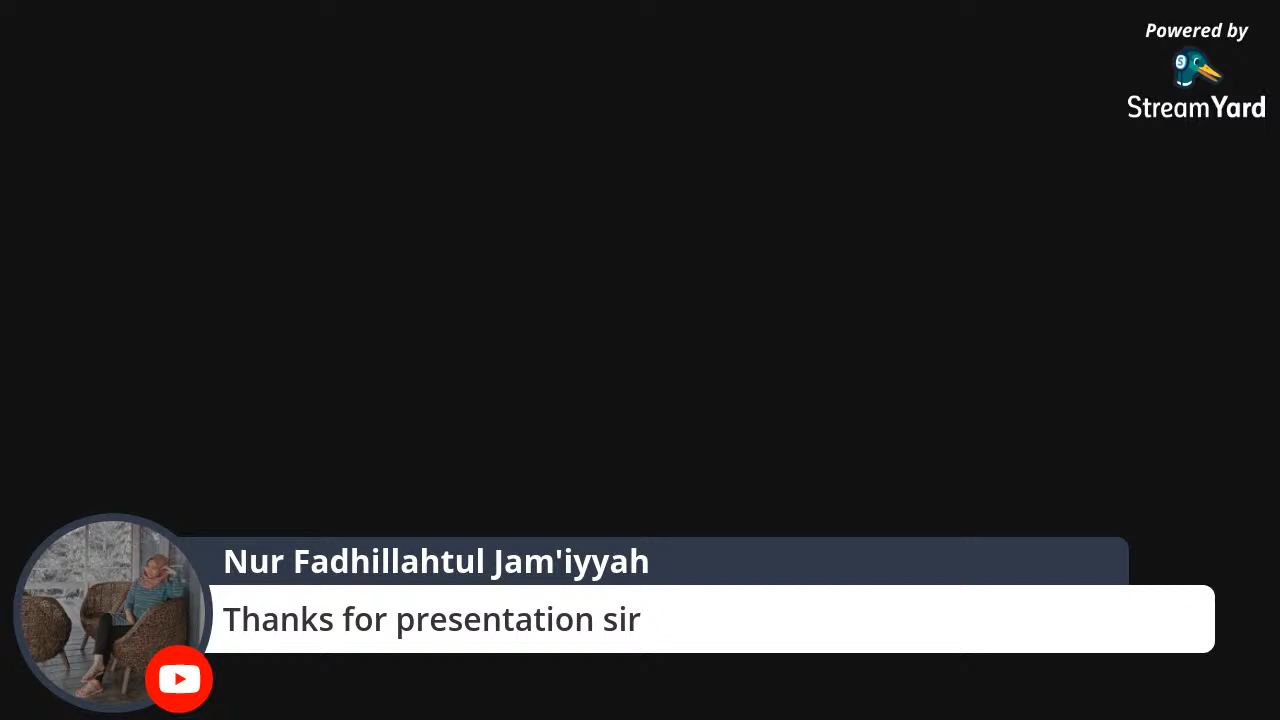 Powered by
StreamYard
Nur Fadhillahtul Jam'iyyah
Thanks for presentation sir